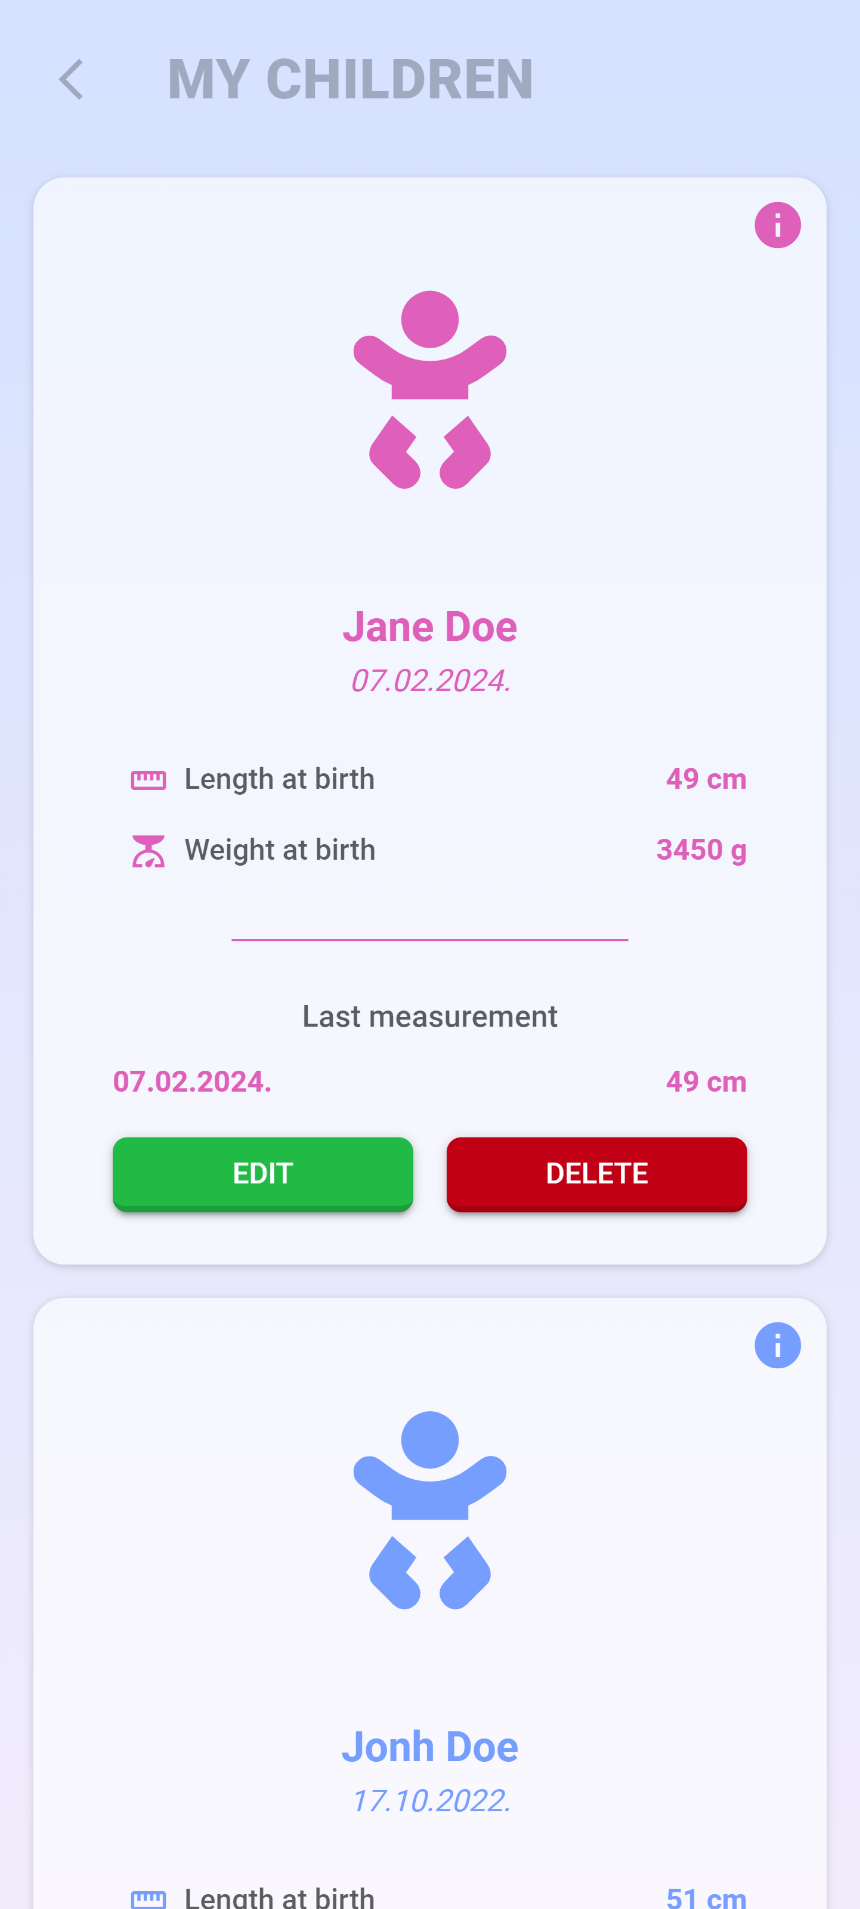 MY CHILDREN
i
Jane Doe
07.02.2024.
Length at birth 49 cm
Weight at birth 3450 g
Last measurement
07.02.2024. 49 cm
EDIT DELETE
i
Jonh Doe
17.10.2022.
Length at birth 51 cm